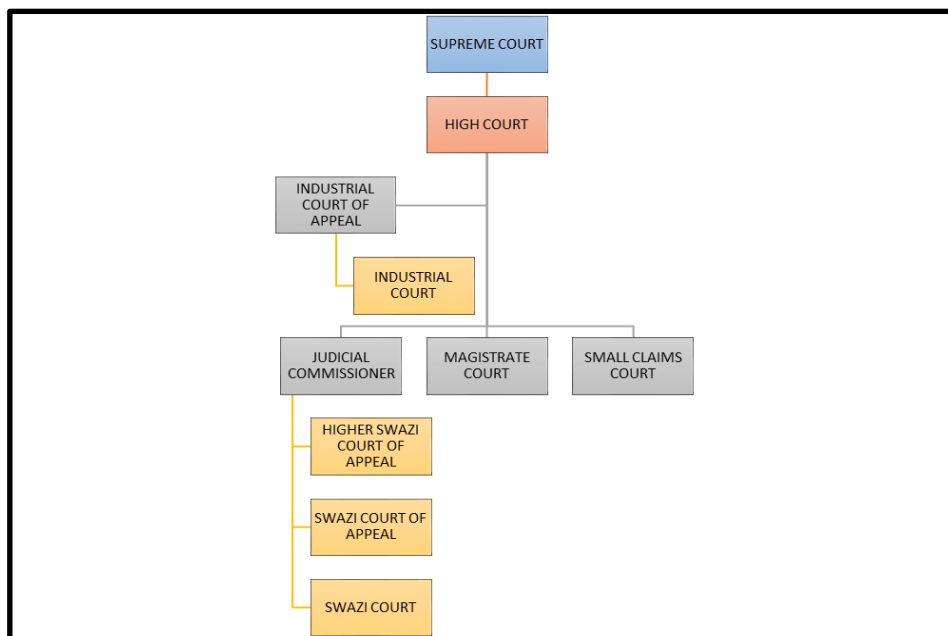 SUPREME COURT
HIGH COURT
INDUSTRIAL
COURT OF
APPEAL
INDUSTRIAL
COURT
JUDICIAL
COMMISSIONER
MAGISTRATE
COURT
SMALL CLAIMS
COURT
HIGHER SWAZI
COURT OF
APPEAL
SWAZI COURT OF
APPEAL
SWAZI COURT